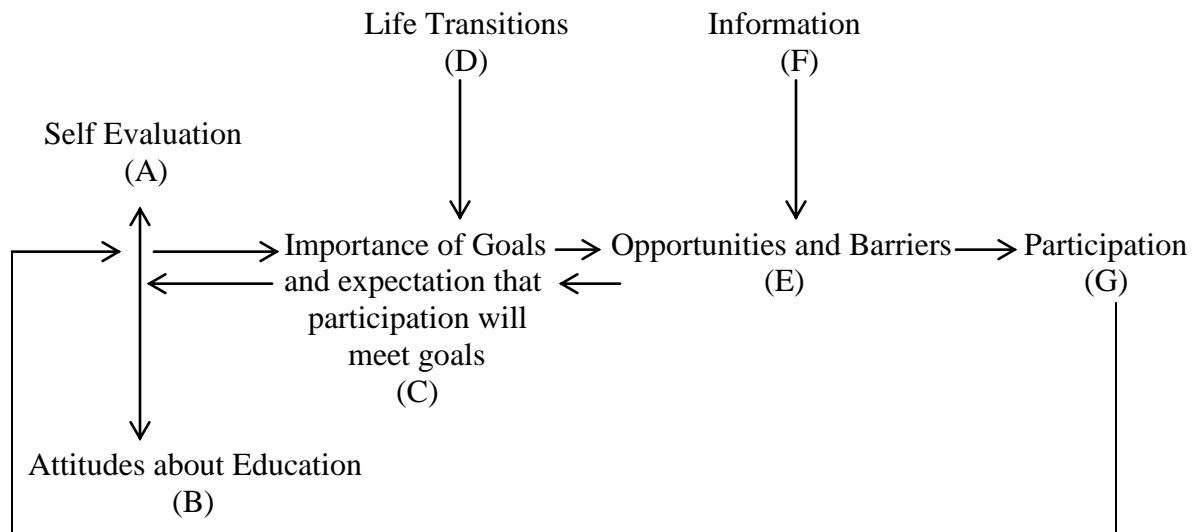 Life Transitions
(D)
Information
(F)
Self Evaluation
(A)
Importance of Goals
and expectation that
participation will
meet goals
(C)
Opportunities and Barriers
(E)
Participation
(G)
Attitudes about Education
(B)